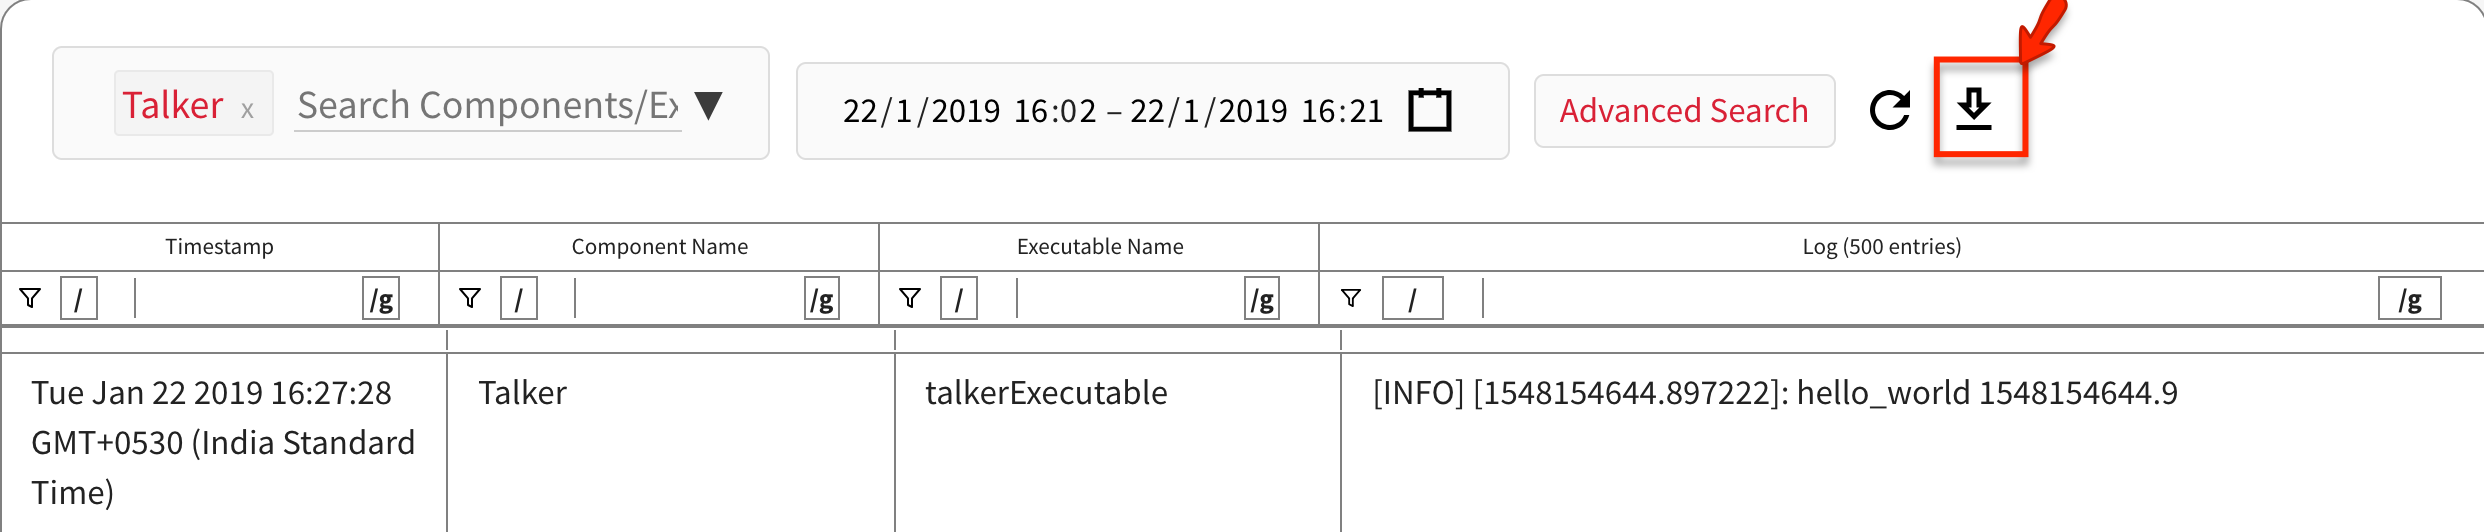 Talker x Search Components/Ex
22/1/2019 16:02 – 22/1/2019 16:21
Advanced Search
Timestamp Component Name Executable Name Log (500 entries)
/ /g / /g / /g / /g
Tue Jan 22 2019 16:27:28 Talker talkerExecutable [INFO] [1548154644.897222]: hello_world 1548154644.9
GMT+0530 (India Standard
Time)